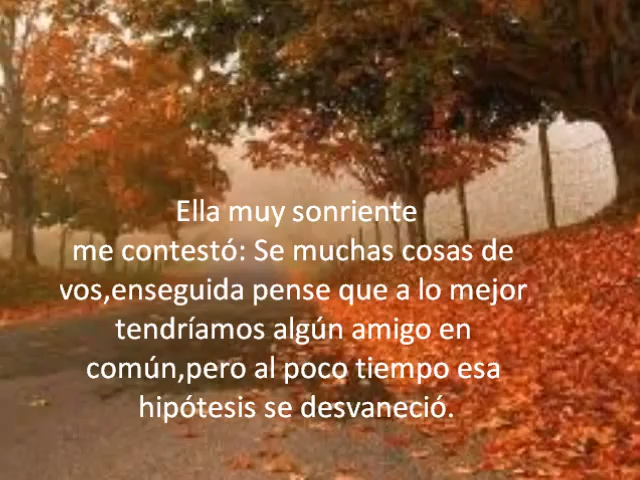 Ella muy sonriente
me contestó: Se muchas cosas de
vos,enseguida pense que a lo mejor
tendríamos algún amigo en
común,pero al poco tiempo esa
hipótesis se desvaneció.